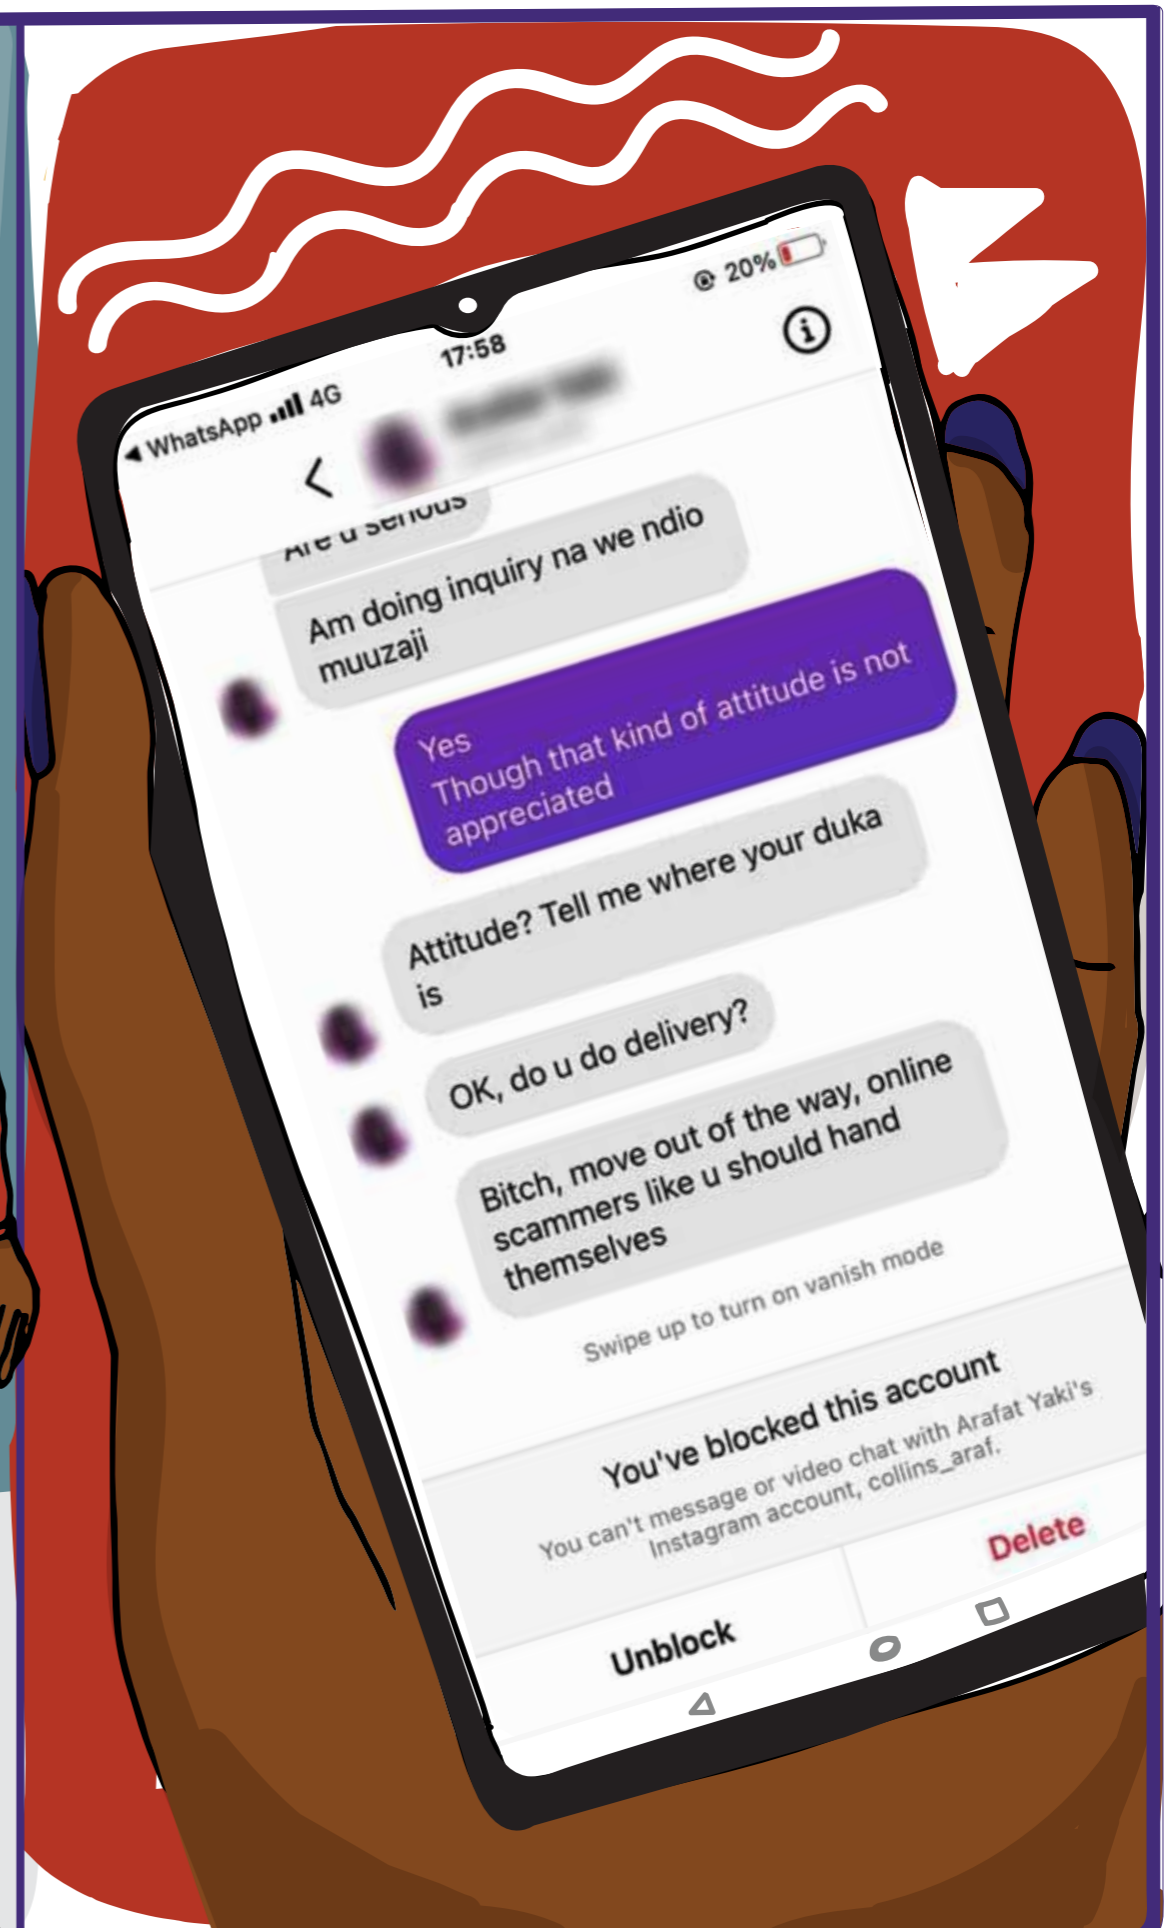 17:58
20%
WhatsApp 4G
Are u serious
Am doing inquiry na we ndio
muuzaji
Yes
Though that kind of attitude is not
appreciated
Attitude? Tell me where your duka
is
OK, do u do delivery?
Bitch, move out of the way, online
scammers like u should hand
themselves
Swipe up to turn on vanish mode
You've blocked this account
You can't message or video chat with Arafat Yaki's
Instagram account, collins_araf.
Unblock
Delete